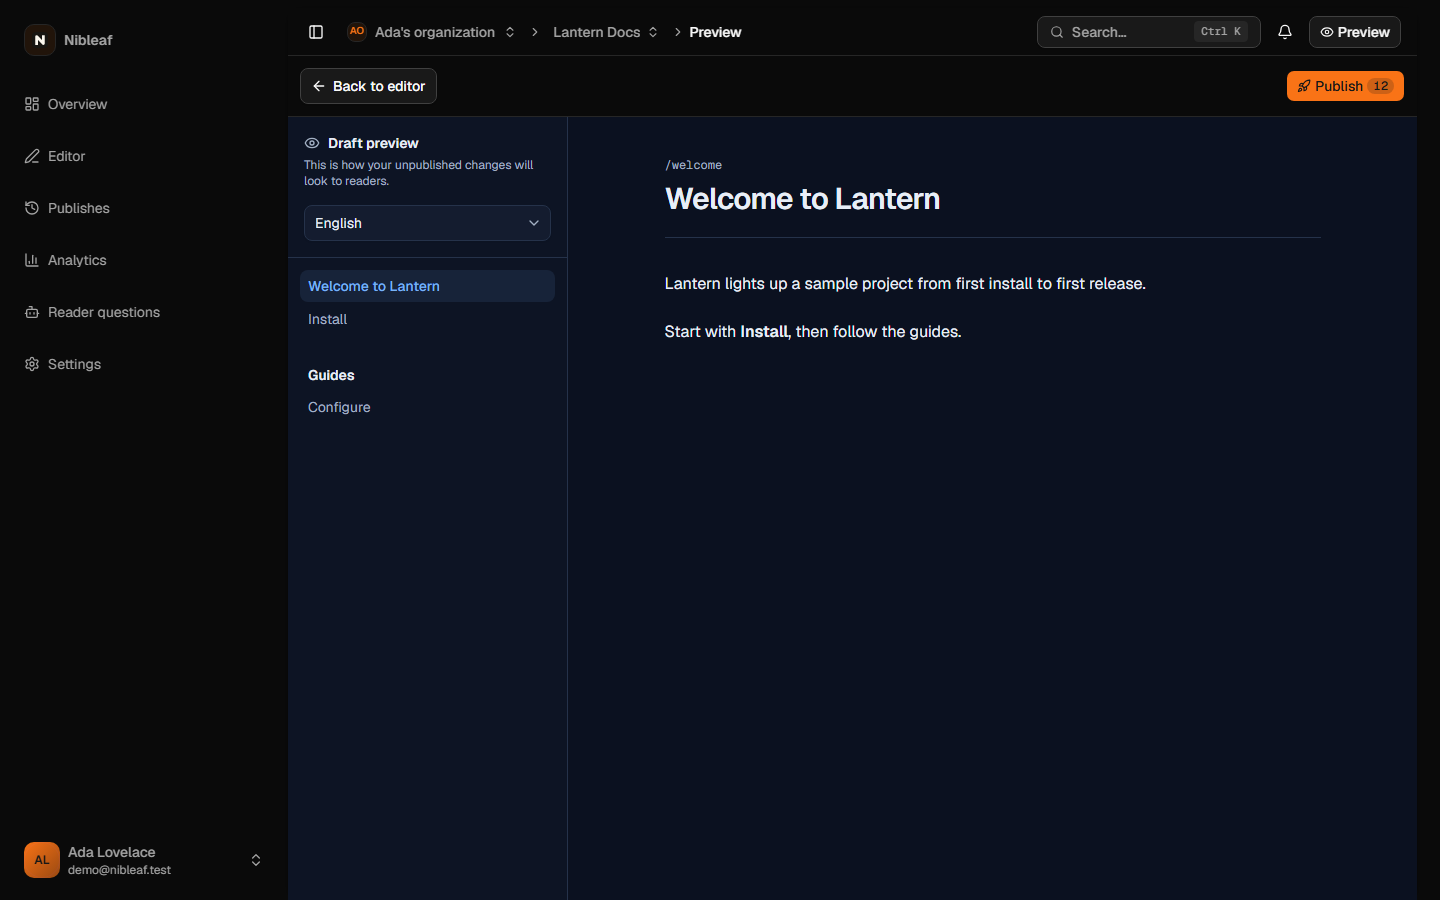 N Nibleaf
Overview
Editor
Publishes
Analytics
Reader questions
Settings
AL
Ada Lovelace
demo@nibleaf.test
AO Ada's organization Lantern Docs Preview
Search... Ctrl K
Preview
Back to editor
Publish 12
Draft preview
This is how your unpublished changes will
look to readers.
English
Welcome to Lantern
Install
Guides
Configure
/welcome
Welcome to Lantern
Lantern lights up a sample project from first install to first release.
Start with Install, then follow the guides.